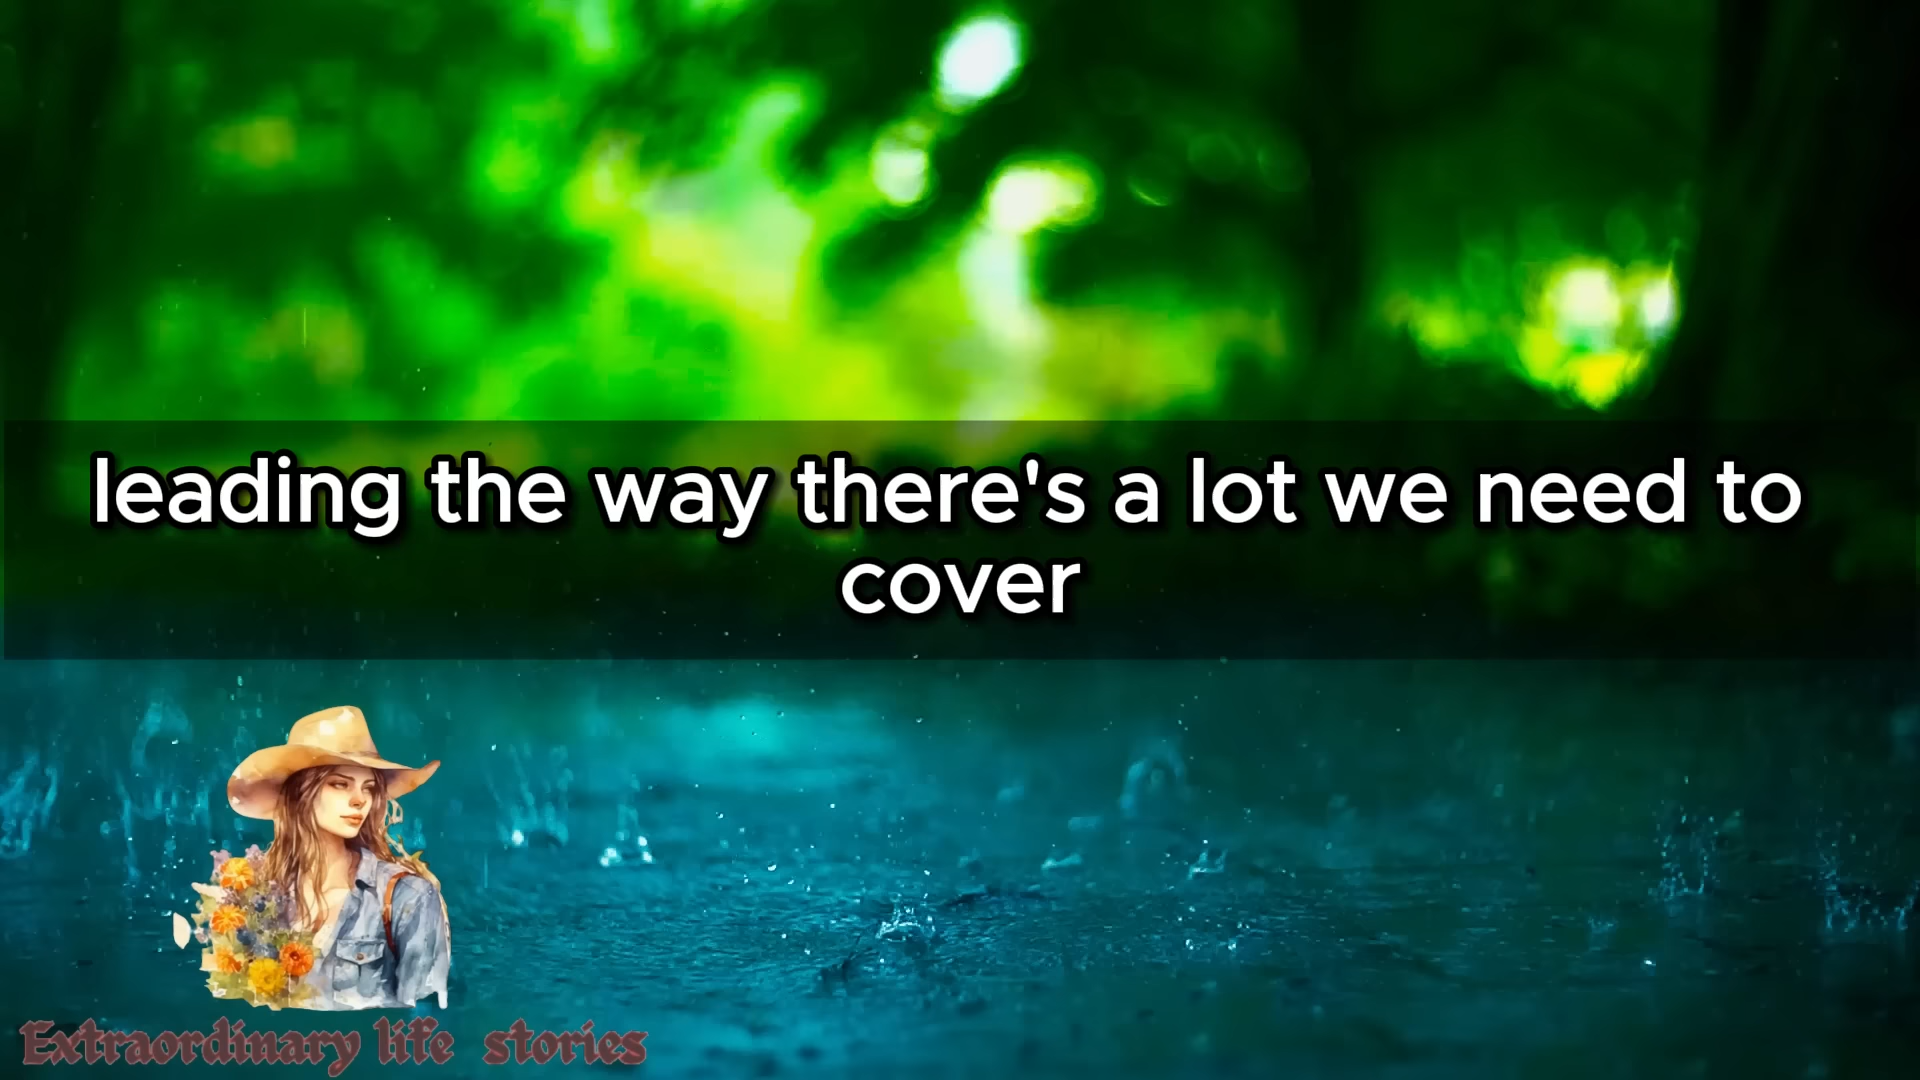 leading the way there's a lot we need to
cover
Extraordinary life stories